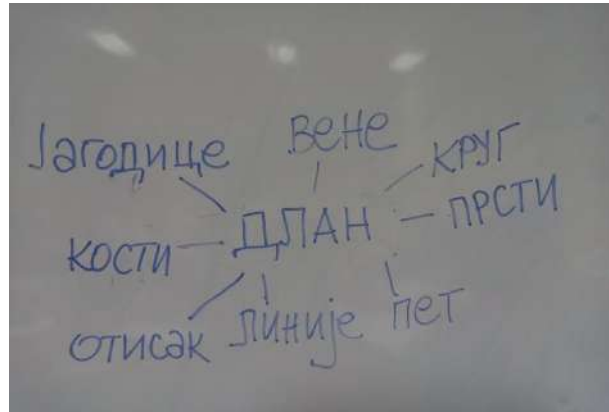 вене
Јагодице
КРУГ
ДЛАН
ПРСТИ
КОСТИ
ОТИСАК
ЛИНИЈЕ
ПЕТ